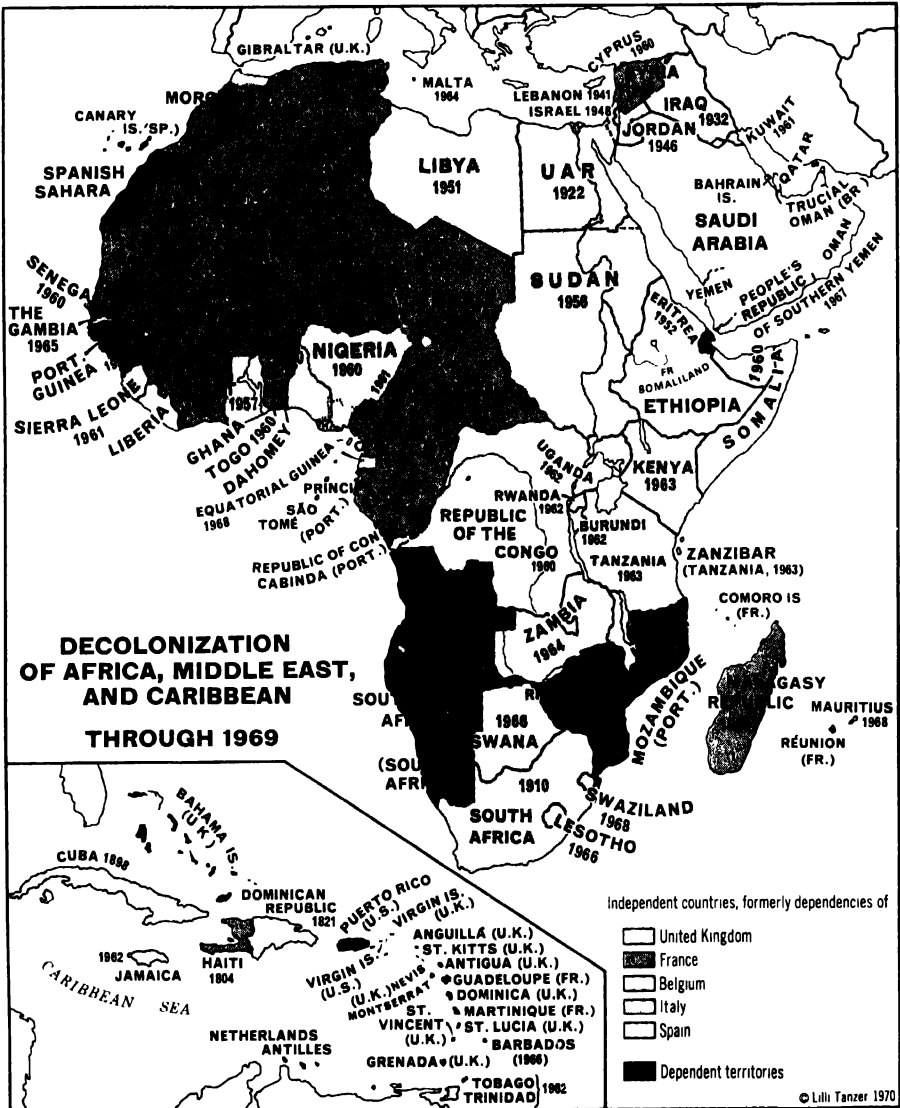 GIBRALTAR (U.K.)
CYPRUS
1960
MALTA
1964
LEBANON 1941
ISRAEL 1948
IRAQ
1932
JORDAN
1946
KUWAIT
1961
CANARY
IS. (SP.)
SPANISH
SAHARA
LIBYA
1951
UAR
1922
BAHRAIN
IS.
QATAR
TRUCIAL
OMAN (BR.)
SAUDI
ARABIA
OMAN
YEMEN
PEOPLE'S
REPUBLIC
OF SOUTHERN YEMEN
1967
SENEGA
1960
THE
GAMBIA
1965
PORT.
GUINEA
SIERRA LEONE
1961
LIBERIA
SUDAN
1956
ERITREA
1952
FR
SOMALILAND
ETHIOPIA
1960
SOMALIA
NIGERIA
1960
1961
1957
GHANA
TOGO 1960
DAHOMEY
EQUATORIAL GUINEA
1968
PRINCI
SÃO
TOMÉ
(PORT.)
REPUBLIC OF CON
CABINDA (PORT.)
UGANDA
1962
KENYA
1963
RWANDA
1962
REPUBLIC
OF THE
CONGO
1960
BURUNDI
1962
TANZANIA
1963
ZANZIBAR
(TANZANIA, 1963)
COMORO IS
(FR.)
ZAMBIA
1964
MOZAMBIQUE
(PORT.)
GASY
MAURITIUS
1968
RÉUNION
(FR.)
1966
SWANA
1910
SOUTH
AFRICA
SWAZILAND
1968
LESOTHO
1966
DECOLONIZATION
OF AFRICA, MIDDLE EAST,
AND CARIBBEAN
THROUGH 1969
BAHAMA IS.
(U.K.)
CUBA 1898
DOMINICAN
REPUBLIC
1821
PUERTO RICO
(U.S.)
VIRGIN IS.
(U.K.)
1962
JAMAICA
HAITI
1804
CARIBBEAN SEA
VIRGIN IS.
(U.S.)
ANGUILLA (U.K.)
ST. KITTS (U.K.)
(U.K.) NEVIS
ANTIGUA (U.K.)
MONTSERRAT
GUADELOUPE (FR.)
DOMINICA (U.K.)
MARTINIQUE (FR.)
ST.
VINCENT
(U.K.)
ST. LUCIA (U.K.)
BARBADOS
(1966)
NETHERLANDS
ANTILLES
GRENADA (U.K.)
TOBAGO
TRINIDAD
1962
Independent countries, formerly dependencies of
United Kingdom
France
Belgium
Italy
Spain
Dependent territories
© Lilli Tanzer 1970